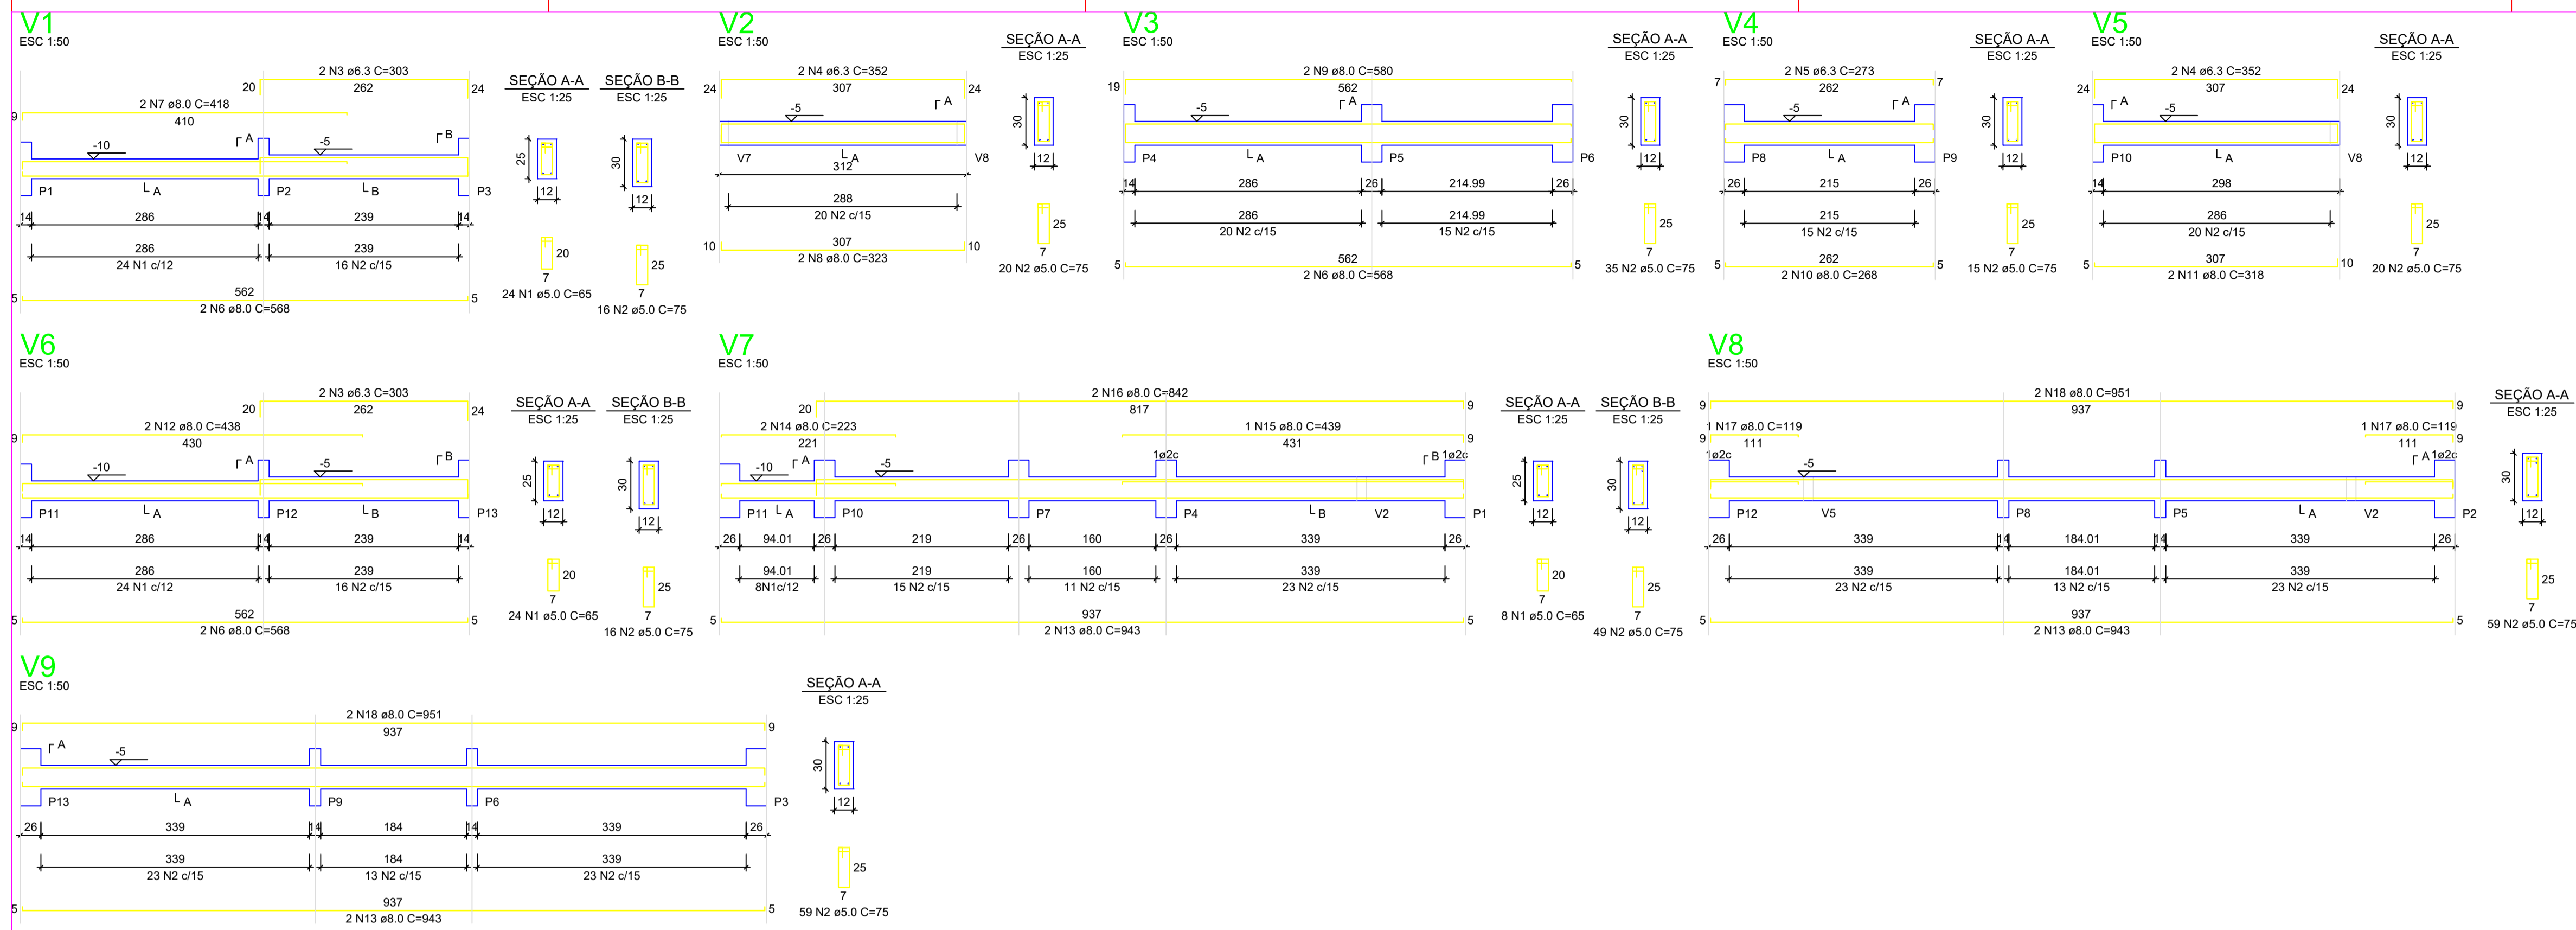 V1
ESC 1:50
2 N3 ø6.3 C=303
20
262
24
2 N7 ø8.0 C=418
9
410
A
B
-10
-5
P1
A
P2
B
P3
14
286
14
239
14
286
239
24 N1 c/12
16 N2 c/15
562
5
5
2 N6 ø8.0 C=568
SEÇÃO A-A
ESC 1:25
25
12
20
7
24 N1 ø5.0 C=65
SEÇÃO B-B
ESC 1:25
30
12
25
7
16 N2 ø5.0 C=75
V2
ESC 1:50
2 N4 ø6.3 C=352
24
307
24
A
-5
V7
A
V8
312
288
20 N2 c/15
10
307
10
2 N8 ø8.0 C=323
SEÇÃO A-A
ESC 1:25
30
12
25
7
20 N2 ø5.0 C=75
V3
ESC 1:50
2 N9 ø8.0 C=580
19
562
A
-5
P4
A
P5
P6
14
286
26
214.99
26
286
214.99
20 N2 c/15
15 N2 c/15
5
562
5
2 N6 ø8.0 C=568
SEÇÃO A-A
ESC 1:25
30
12
25
7
35 N2 ø5.0 C=75
V4
ESC 1:50
2 N5 ø6.3 C=273
7
262
7
A
-5
P8
A
P9
26
215
26
215
15 N2 c/15
5
262
5
2 N10 ø8.0 C=268
SEÇÃO A-A
ESC 1:25
30
12
25
7
15 N2 ø5.0 C=75
V5
ESC 1:50
2 N4 ø6.3 C=352
24
307
24
A
-5
P10
A
V8
14
298
286
20 N2 c/15
5
307
10
2 N11 ø8.0 C=318
SEÇÃO A-A
ESC 1:25
30
12
25
7
20 N2 ø5.0 C=75
V6
ESC 1:50
2 N3 ø6.3 C=303
20
262
24
2 N12 ø8.0 C=438
9
430
A
B
-10
-5
P11
A
P12
B
P13
14
286
14
239
14
286
239
24 N1 c/12
16 N2 c/15
562
5
5
2 N6 ø8.0 C=568
SEÇÃO A-A
ESC 1:25
25
12
20
7
24 N1 ø5.0 C=65
SEÇÃO B-B
ESC 1:25
30
12
25
7
16 N2 ø5.0 C=75
V7
ESC 1:50
2 N16 ø8.0 C=842
20
817
9
2 N14 ø8.0 C=223
221
1 N15 ø8.0 C=439
431
9
1ø2c
1ø2c
A
B
-10
-5
P11
A
P10
P7
P4
B
V2
P1
26
94.01
26
219
26
160
26
339
26
94.01
219
160
339
8N1c/12
15 N2 c/15
11 N2 c/15
23 N2 c/15
5
937
5
2 N13 ø8.0 C=943
SEÇÃO A-A
ESC 1:25
25
12
20
7
8 N1 ø5.0 C=65
SEÇÃO B-B
ESC 1:25
30
12
25
7
49 N2 ø5.0 C=75
V8
ESC 1:50
2 N18 ø8.0 C=951
9
937
9
1 N17 ø8.0 C=119
1 N17 ø8.0 C=119
9
111
111
9
1ø2c
1ø2c
A
-5
P12
V5
P8
P5
A
V2
P2
26
339
14
184.01
14
339
26
339
184.01
339
23 N2 c/15
13 N2 c/15
23 N2 c/15
5
937
5
2 N13 ø8.0 C=943
SEÇÃO A-A
ESC 1:25
30
12
25
7
59 N2 ø5.0 C=75
V9
ESC 1:50
2 N18 ø8.0 C=951
9
937
9
A
-5
P13
A
P9
P6
P3
26
339
14
184
14
339
26
339
184
339
23 N2 c/15
13 N2 c/15
23 N2 c/15
5
937
5
2 N13 ø8.0 C=943
SEÇÃO A-A
ESC 1:25
30
12
25
7
59 N2 ø5.0 C=75